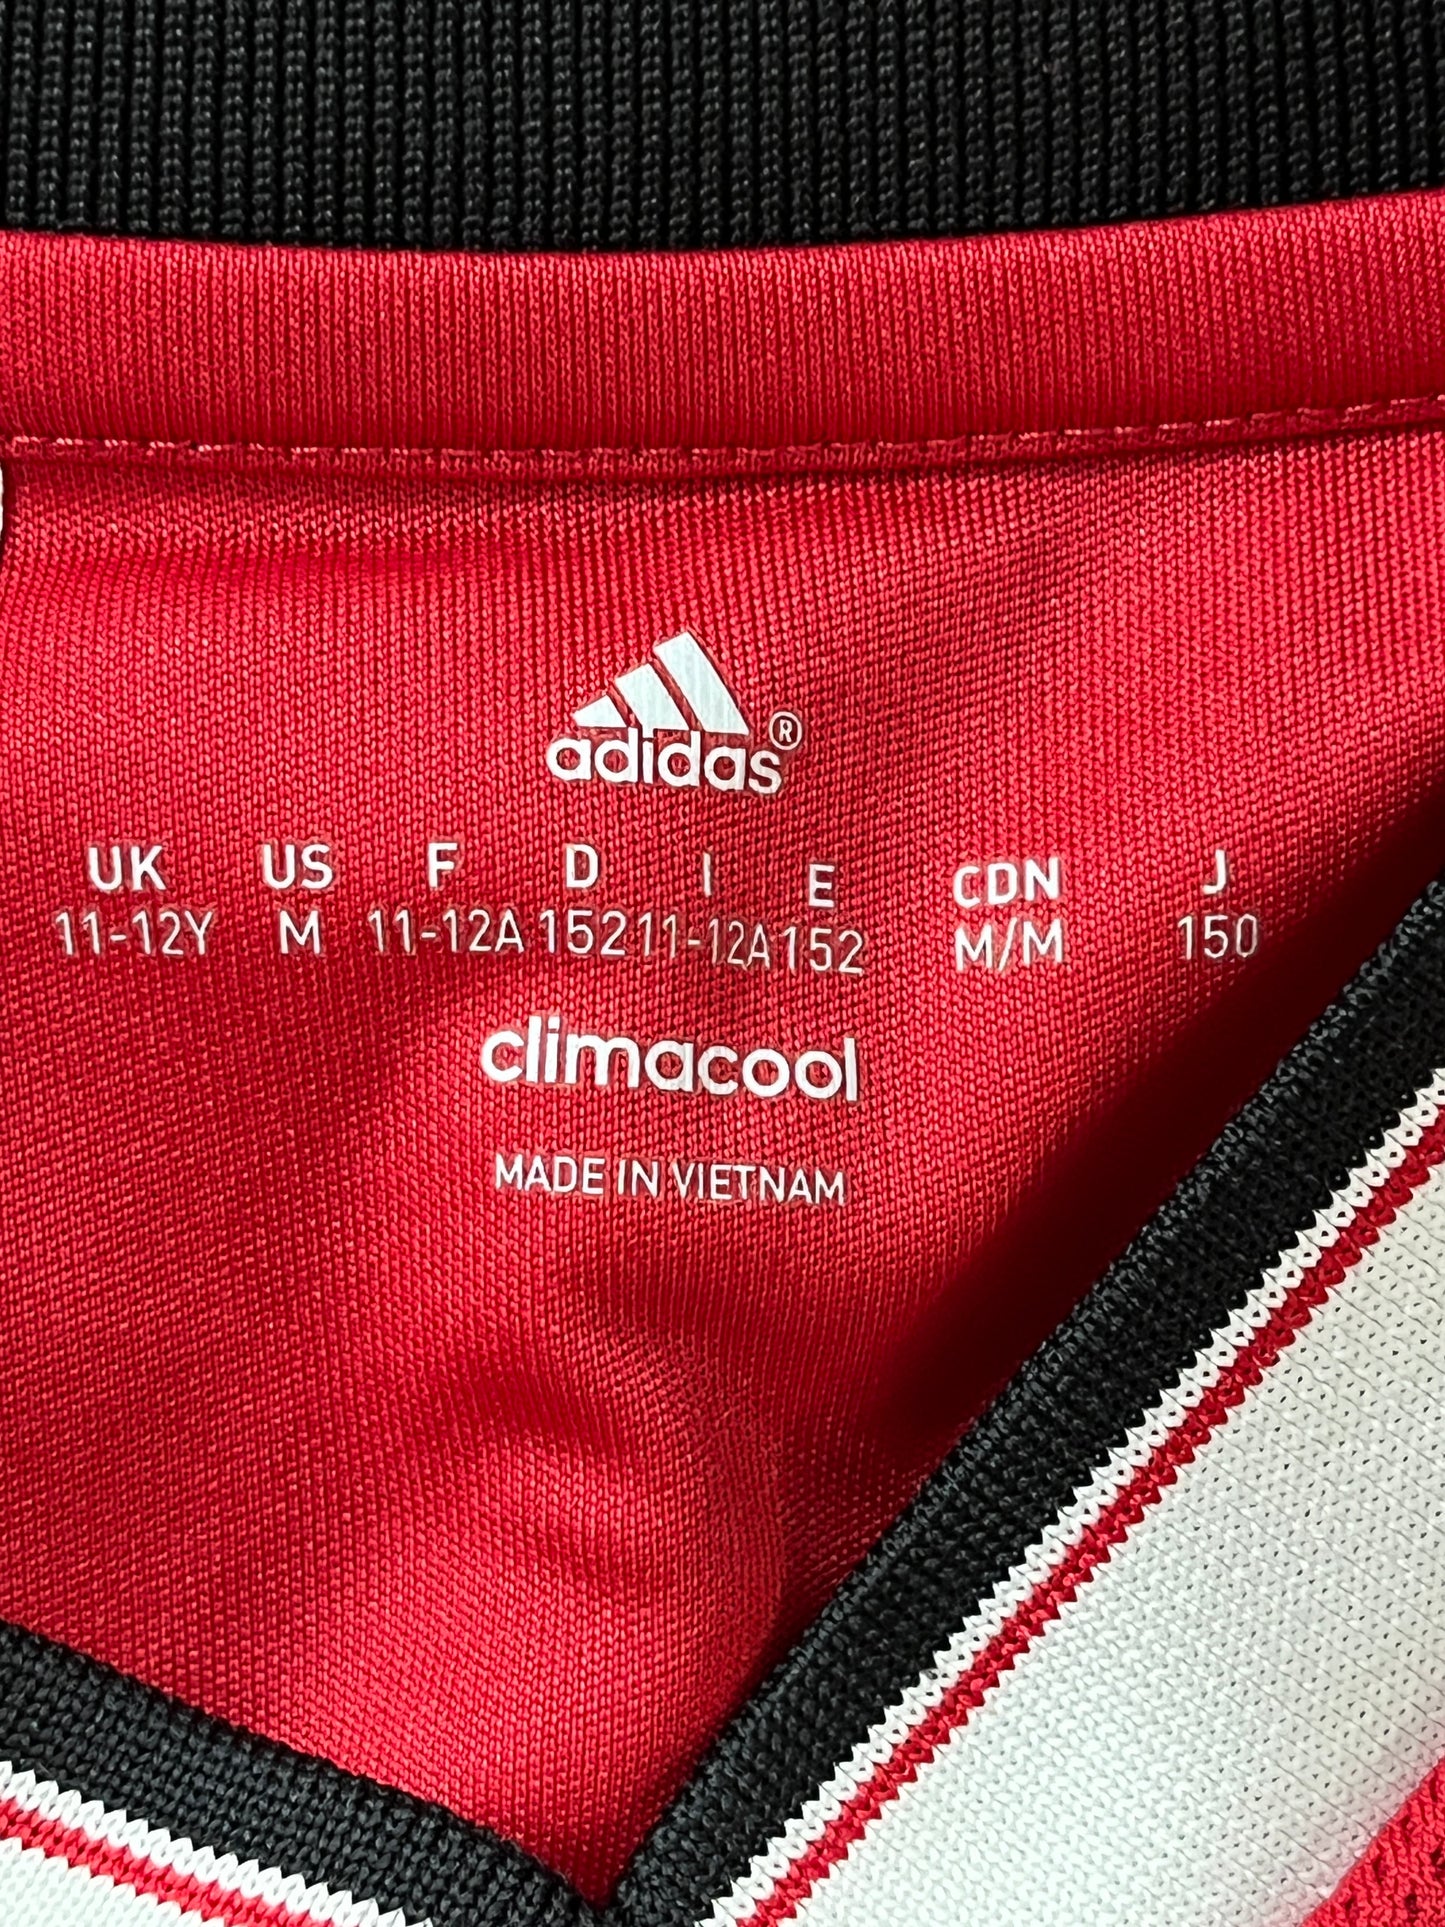 adidas®
UK US F D I E CDN J
11-12Y M 11-12A 152 11-12A 152 M/M 150
climacool
MADE IN VIETNAM